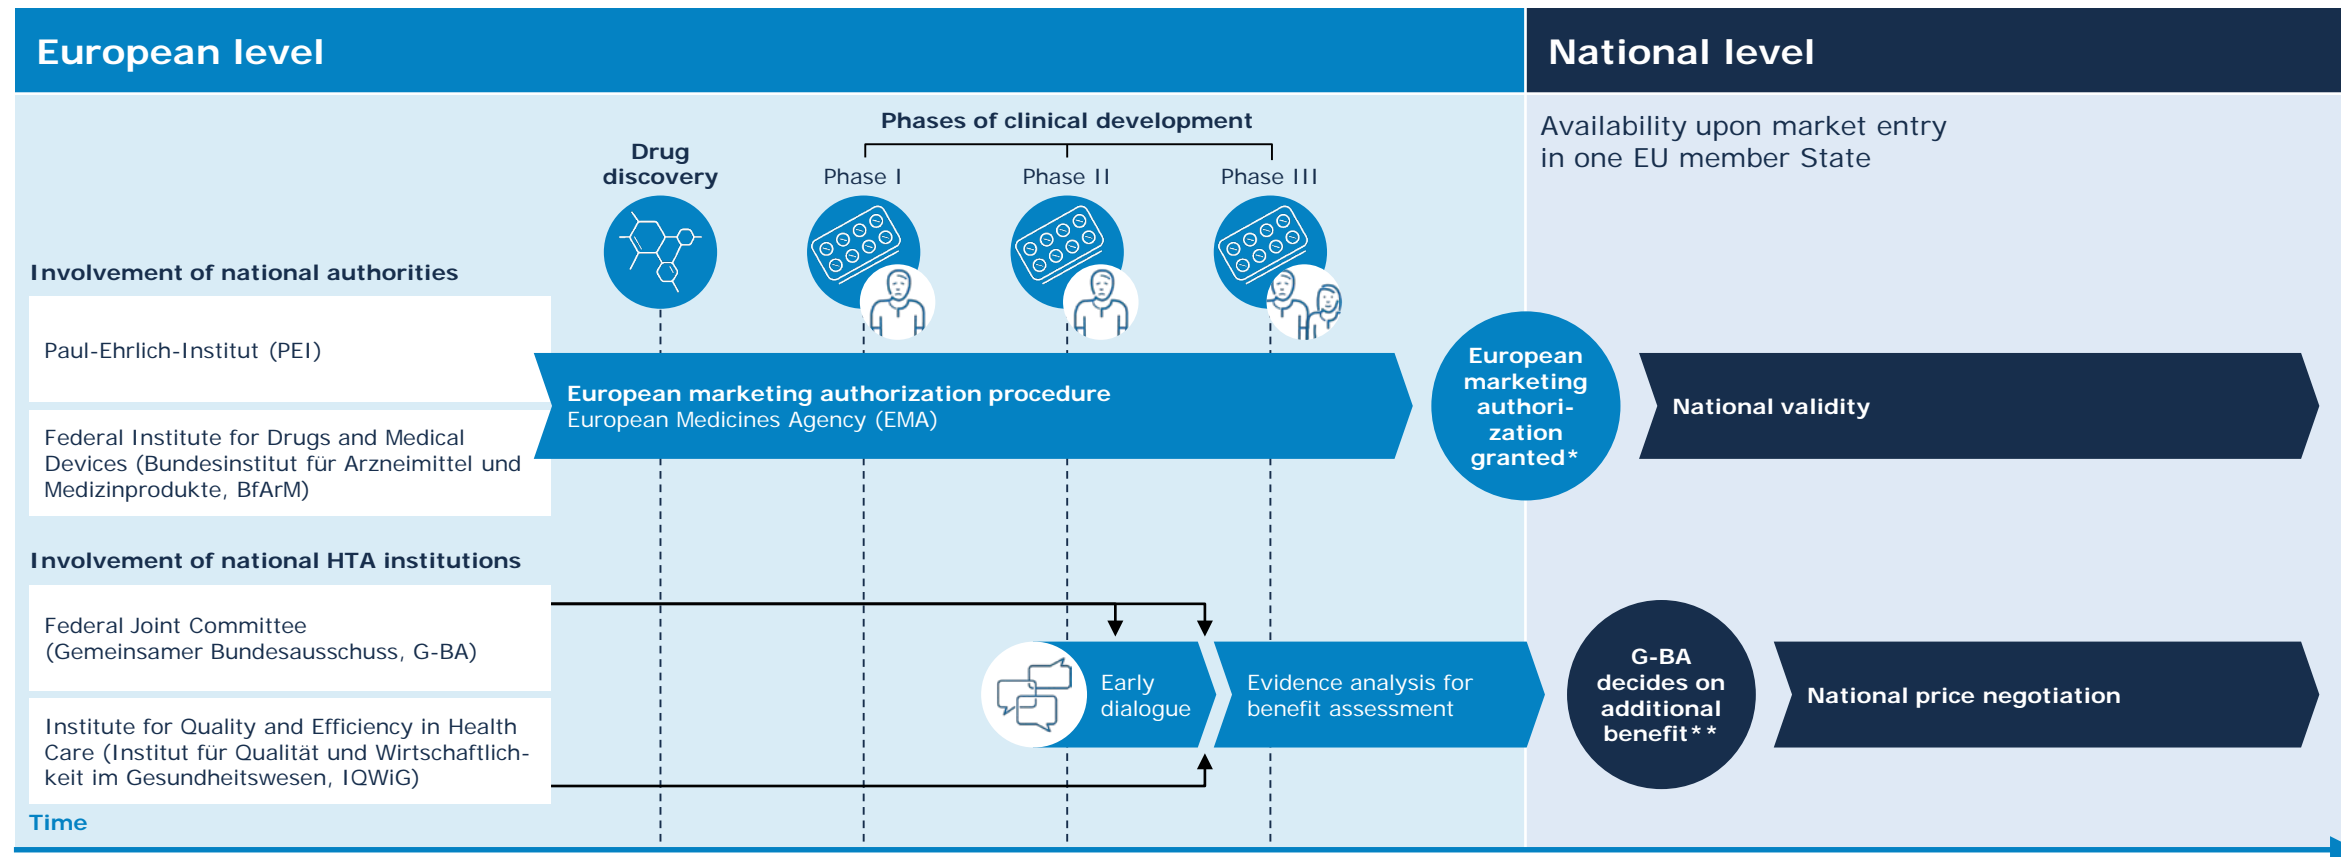 European level
National level
Phases of clinical development
Drug
discovery
Phase I
Phase II
Phase III
Availability upon market entry
in one EU member State
Involvement of national authorities
Paul-Ehrlich-Institut (PEI)
Federal Institute for Drugs and Medical
Devices (Bundesinstitut für Arzneimittel und
Medizinprodukte, BfArM)
European marketing authorization procedure
European Medicines Agency (EMA)
European
marketing
authori-
zation
granted*
National validity
Involvement of national HTA institutions
Federal Joint Committee
(Gemeinsamer Bundesausschuss, G-BA)
Institute for Quality and Efficiency in Health
Care (Institut für Qualität und Wirtschaftlich-
keit im Gesundheitswesen, IQWiG)
Early
dialogue
Evidence analysis for
benefit assessment
G-BA
decides on
additional
benefit**
National price negotiation
Time